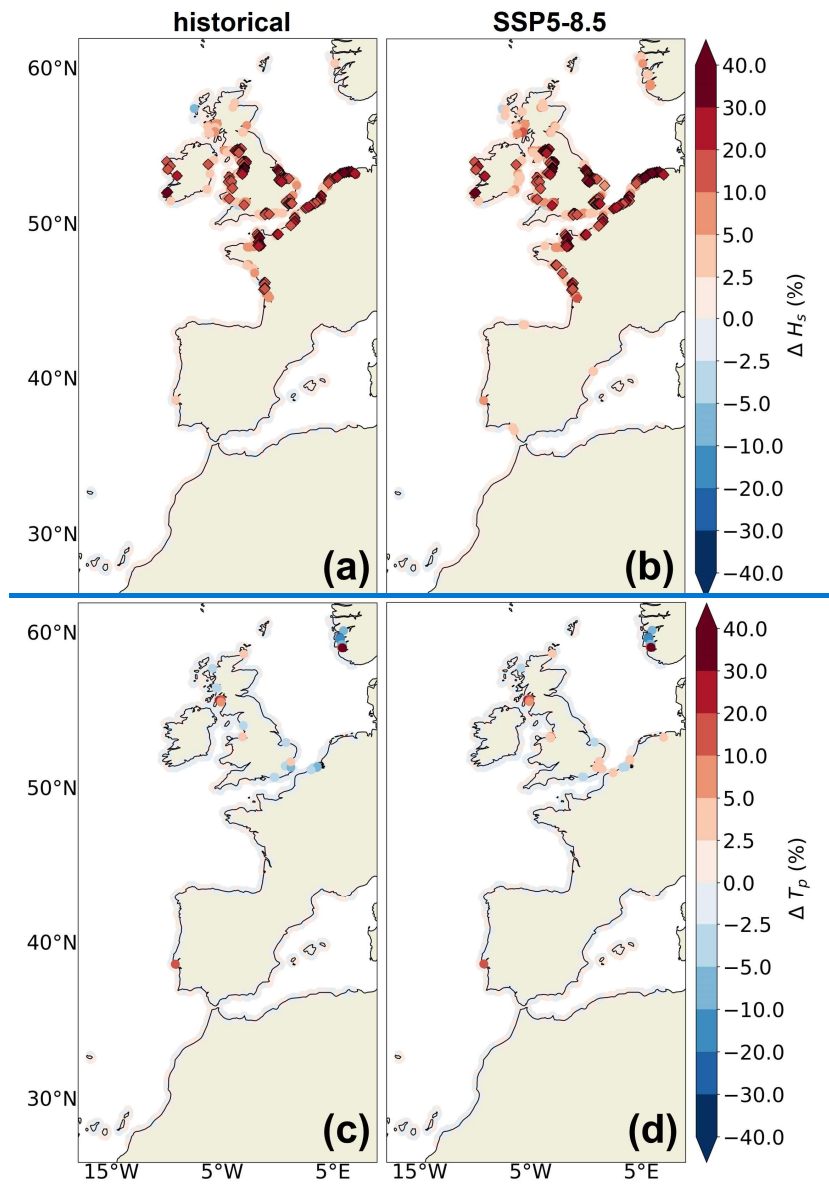 historical SSP5-8.5
60°N
50°N
40°N
30°N
(a) (b)
40.0
30.0
20.0
10.0
5.0
2.5
0.0
−2.5
−5.0
−10.0
−20.0
−30.0
−40.0
Δ Hs (%)
60°N
50°N
40°N
30°N
(c) (d)
15°W 5°W 5°E 15°W 5°W 5°E
40.0
30.0
20.0
10.0
5.0
2.5
0.0
−2.5
−5.0
−10.0
−20.0
−30.0
−40.0
Δ Tp (%)